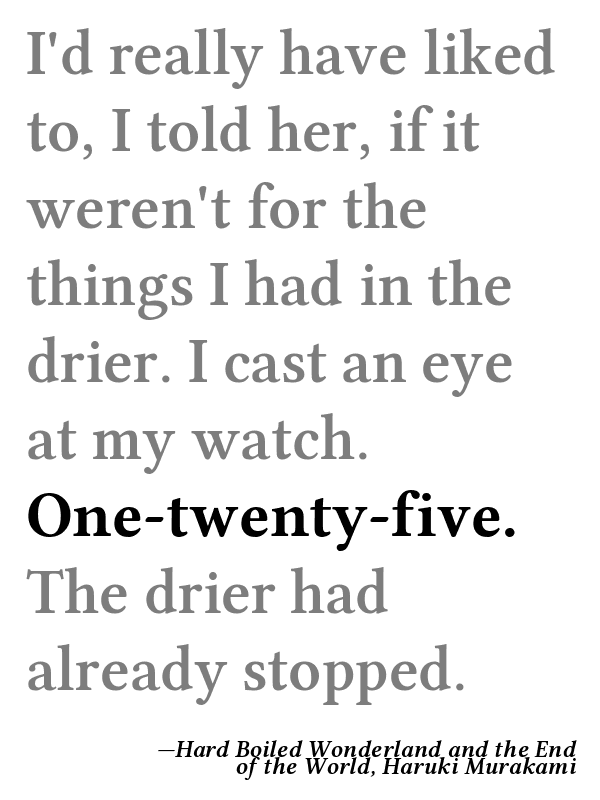 I'd really have liked
to, I told her, if it
weren't for the
things I had in the
drier. I cast an eye
at my watch.
One-twenty-five.
The drier had
already stopped.
—Hard Boiled Wonderland and the End
of the World, Haruki Murakami